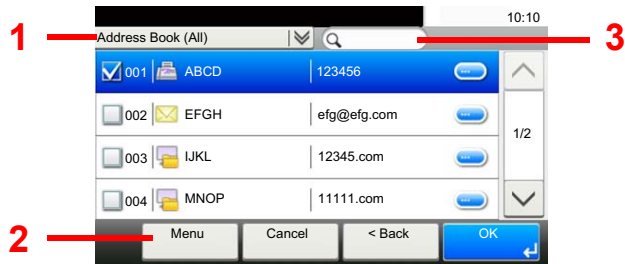 10:10
1 Address Book (All) 3
001 ABCD 123456
002 EFGH efg@efg.com
1/2
003 IJKL 12345.com
004 MNOP 11111.com
2 Menu Cancel < Back OK